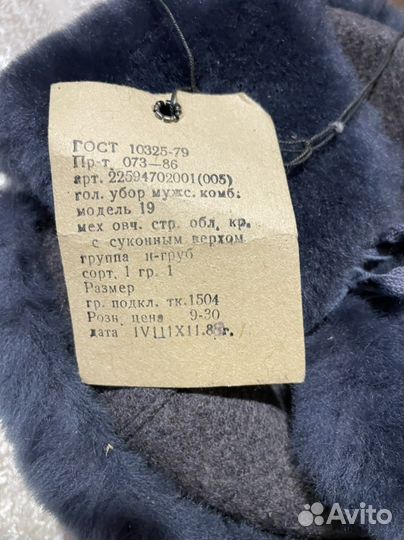 ГОСТ 10325-79
Пр-т 073—86
арт. 22594702001(005)
гол. убор мужс. комб;
модель 19
мех овч. стр. обл. кр.
с суконным верхом
группа н-груб
сорт. 1 гр. 1
Размер
гр. подкл. тк.1504
Розн. цена 9-30
дата г.
Avito